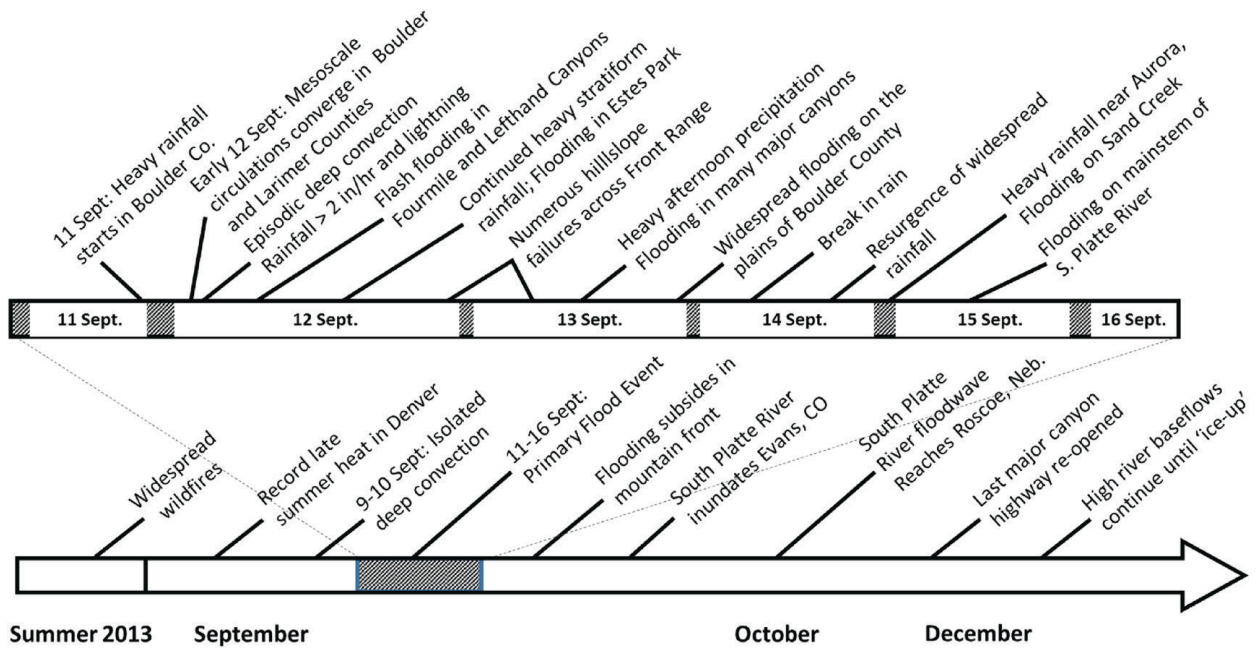 11 Sept: Heavy rainfall
starts in Boulder Co.
Early 12 Sept: Mesoscale
circulations converge in Boulder
and Larimer Counties
Episodic deep convection
Rainfall > 2 in/hr and lightning
Flash flooding in
Fourmile and Lefthand Canyons
Continued heavy stratiform
rainfall; Flooding in Estes Park
Numerous hilllslope
failures across Front Range
Heavy afternoon precipitation
Flooding in many major canyons
Widespread flooding on the
plains of Boulder County
Break in rain
Resurgence of widespread
rainfall
Heavy rainfall near Aurora,
Flooding on Sand Creek
Flooding on mainstem of
S. Platte River
11 Sept.
12 Sept.
13 Sept.
14 Sept.
15 Sept.
16 Sept.
Widespread
wildfires
Record late
summer heat in Denver
9-10 Sept: Isolated
deep convection
11-16 Sept:
Primary Flood Event
Flooding subsides in
mountain front
South Platte River
inundates Evans, CO
South Platte
River floodwave
Reaches Roscoe, Neb.
Last major canyon
highway re-opened
High river baseflows
continue until ‘ice-up’
Summer 2013
September
October
December